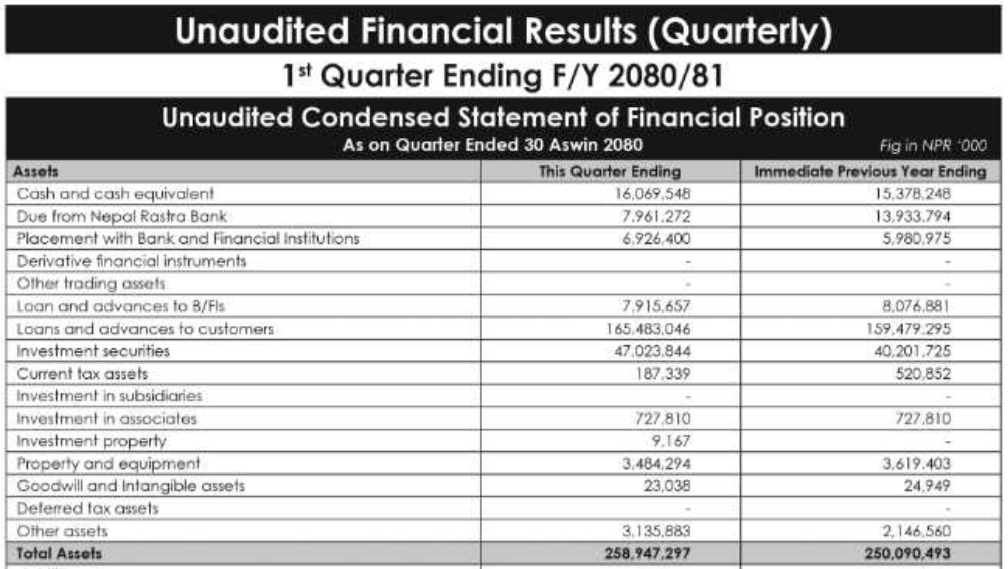 Unaudited Financial Results (Quarterly)
1st Quarter Ending F/Y 2080/81
Unaudited Condensed Statement of Financial Position
As on Quarter Ended 30 Aswin 2080 Fig in NPR '000
Assets This Quarter Ending Immediate Previous Year Ending
Cash and cash equivalent 16,069,548 15,378,248
Due from Nepal Rastra Bank 7,961,272 13,933,794
Placement with Bank and Financial Institutions 6,926,400 5,980,975
Derivative financial instruments - -
Other trading assets - -
Loan and advances to B/FIs 7,915,657 8,076,881
Loans and advances to customers 165,483,046 159,479,295
Investment securities 47,023,844 40,201,725
Current tax assets 187,339 520,852
Investment in subsidiaries - -
Investment in associates 727,810 727,810
Investment property 9,167 -
Property and equipment 3,484,294 3,619,403
Goodwill and Intangible assets 23,038 24,949
Deferred tax assets - -
Other assets 3,135,883 2,146,560
Total Assets 258,947,297 250,090,493